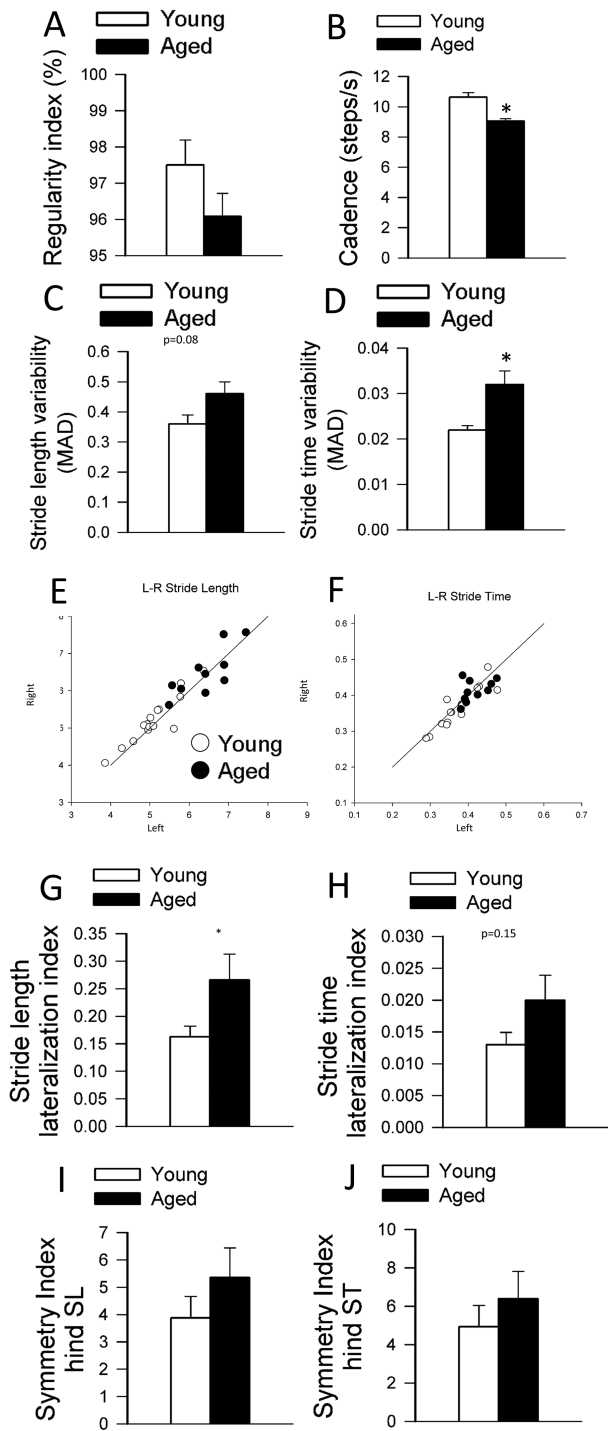 A
Young
Aged
Regularity index (%)
100
99
98
97
96
95
B
Young
Aged
Cadence (steps/s)
12
10
8
6
4
2
0
*
C
Young
Aged
p=0.08
Stride length variability
(MAD)
0.6
0.5
0.4
0.3
0.2
0.1
0.0
D
Young
Aged
Stride time variability
(MAD)
0.04
0.03
0.02
0.01
0.00
*
E
L-R Stride Length
Right
7
5
4
3
3
4
5
6
7
8
9
Left
Young
Aged
F
L-R Stride Time
Right
0.6
0.5
0.4
0.3
0.2
0.1
0.1
0.2
0.3
0.4
0.5
0.6
0.7
Left
G
Young
Aged
Stride length
lateralization index
0.35
0.30
0.25
0.20
0.15
0.10
0.05
0.00
*
H
Young
Aged
p=0.15
Stride time
lateralization index
0.030
0.025
0.020
0.015
0.010
0.005
0.000
I
Young
Aged
Symmetry Index
hind SL
7
6
5
4
3
2
1
0
J
Young
Aged
Symmetry Index
hind ST
10
8
6
4
2
0